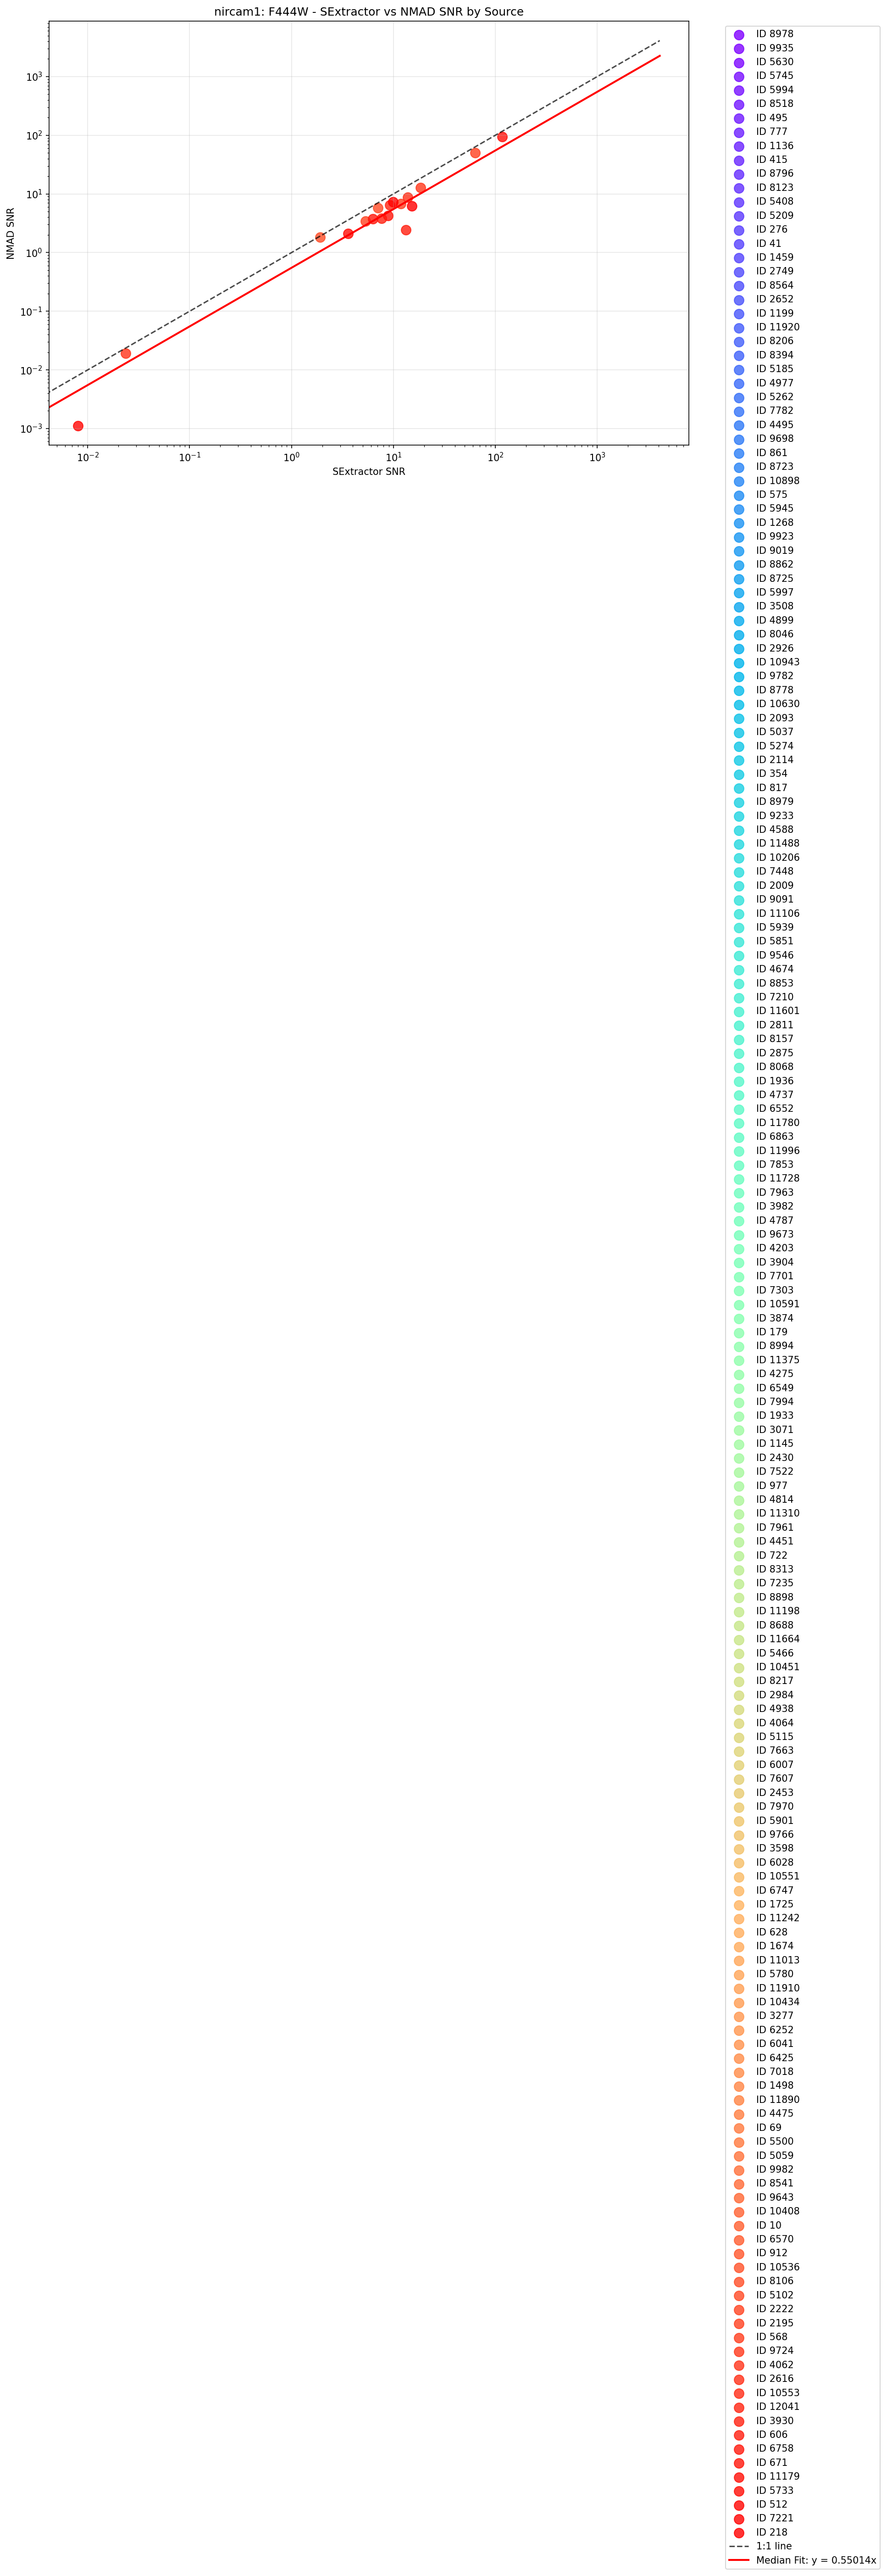 nircam1: F444W - SExtractor vs NMAD SNR by Source
NMAD SNR
10³
10²
10¹
10⁰
10⁻¹
10⁻²
10⁻³
10⁻²
10⁻¹
10⁰
10¹
10²
10³
SExtractor SNR
ID 8978
ID 9935
ID 5630
ID 5745
ID 5994
ID 8518
ID 495
ID 777
ID 1136
ID 415
ID 8796
ID 8123
ID 5408
ID 5209
ID 276
ID 41
ID 1459
ID 2749
ID 8564
ID 2652
ID 1199
ID 11920
ID 8206
ID 8394
ID 5185
ID 4977
ID 5262
ID 7782
ID 4495
ID 9698
ID 861
ID 8723
ID 10898
ID 575
ID 5945
ID 1268
ID 9923
ID 9019
ID 8862
ID 8725
ID 5997
ID 3508
ID 4899
ID 8046
ID 2926
ID 10943
ID 9782
ID 8778
ID 10630
ID 2093
ID 5037
ID 5274
ID 2114
ID 354
ID 817
ID 8979
ID 9233
ID 4588
ID 11488
ID 10206
ID 7448
ID 2009
ID 9091
ID 11106
ID 5939
ID 5851
ID 9546
ID 4674
ID 8853
ID 7210
ID 11601
ID 2811
ID 8157
ID 2875
ID 8068
ID 1936
ID 4737
ID 6552
ID 11780
ID 6863
ID 11996
ID 7853
ID 11728
ID 7963
ID 3982
ID 4787
ID 9673
ID 4203
ID 3904
ID 7701
ID 7303
ID 10591
ID 3874
ID 179
ID 8994
ID 11375
ID 4275
ID 6549
ID 7994
ID 1933
ID 3071
ID 1145
ID 2430
ID 7522
ID 977
ID 4814
ID 11310
ID 7961
ID 4451
ID 722
ID 8313
ID 7235
ID 8898
ID 11198
ID 8688
ID 11664
ID 5466
ID 10451
ID 8217
ID 2984
ID 4938
ID 4064
ID 5115
ID 7663
ID 6007
ID 7607
ID 2453
ID 7970
ID 5901
ID 9766
ID 3598
ID 6028
ID 10551
ID 6747
ID 1725
ID 11242
ID 628
ID 1674
ID 11013
ID 5780
ID 11910
ID 10434
ID 3277
ID 6252
ID 6041
ID 6425
ID 7018
ID 1498
ID 11890
ID 4475
ID 69
ID 5500
ID 5059
ID 9982
ID 8541
ID 9643
ID 10408
ID 10
ID 6570
ID 912
ID 10536
ID 8106
ID 5102
ID 2222
ID 2195
ID 568
ID 9724
ID 4062
ID 2616
ID 10553
ID 12041
ID 3930
ID 606
ID 6758
ID 671
ID 11179
ID 5733
ID 512
ID 7221
ID 218
1:1 line
Median Fit: y = 0.55014x